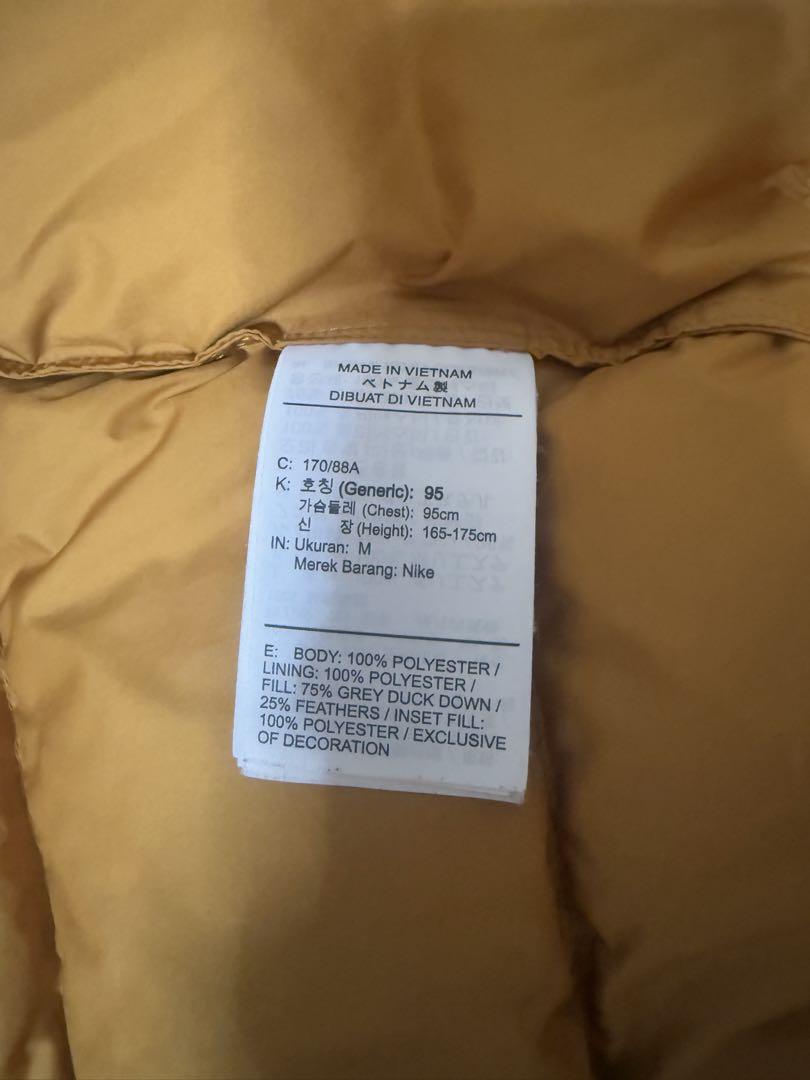 MADE IN VIETNAM
ベトナム製
DIBUAT DI VIETNAM
C: 170/88A
K: 호칭 (Generic): 95
가슴둘레 (Chest): 95cm
신 장 (Height): 165-175cm
IN: Ukuran: M
Merek Barang: Nike
E: BODY: 100% POLYESTER /
LINING: 100% POLYESTER /
FILL: 75% GREY DUCK DOWN /
25% FEATHERS / INSET FILL:
100% POLYESTER / EXCLUSIVE
OF DECORATION